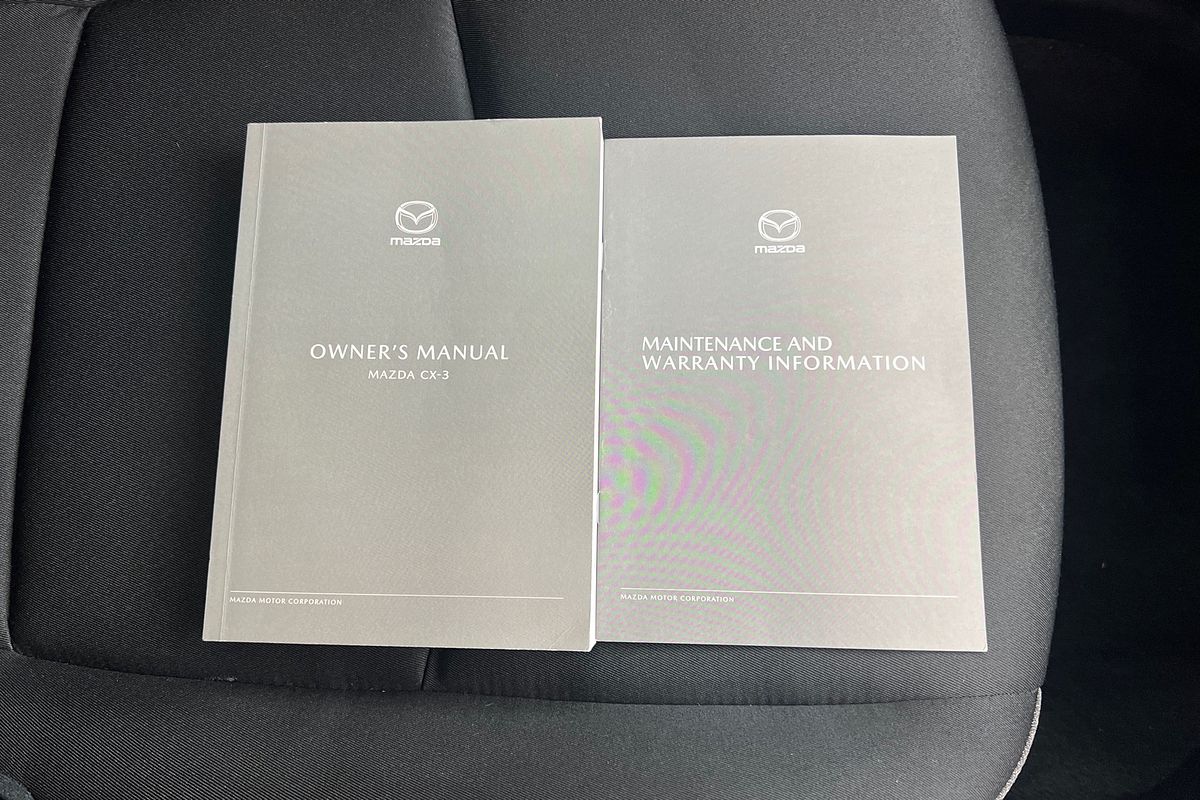 mazda
OWNER'S MANUAL
MAZDA CX-3
MAZDA MOTOR CORPORATION
mazda
MAINTENANCE AND
WARRANTY INFORMATION
MAZDA MOTOR CORPORATION